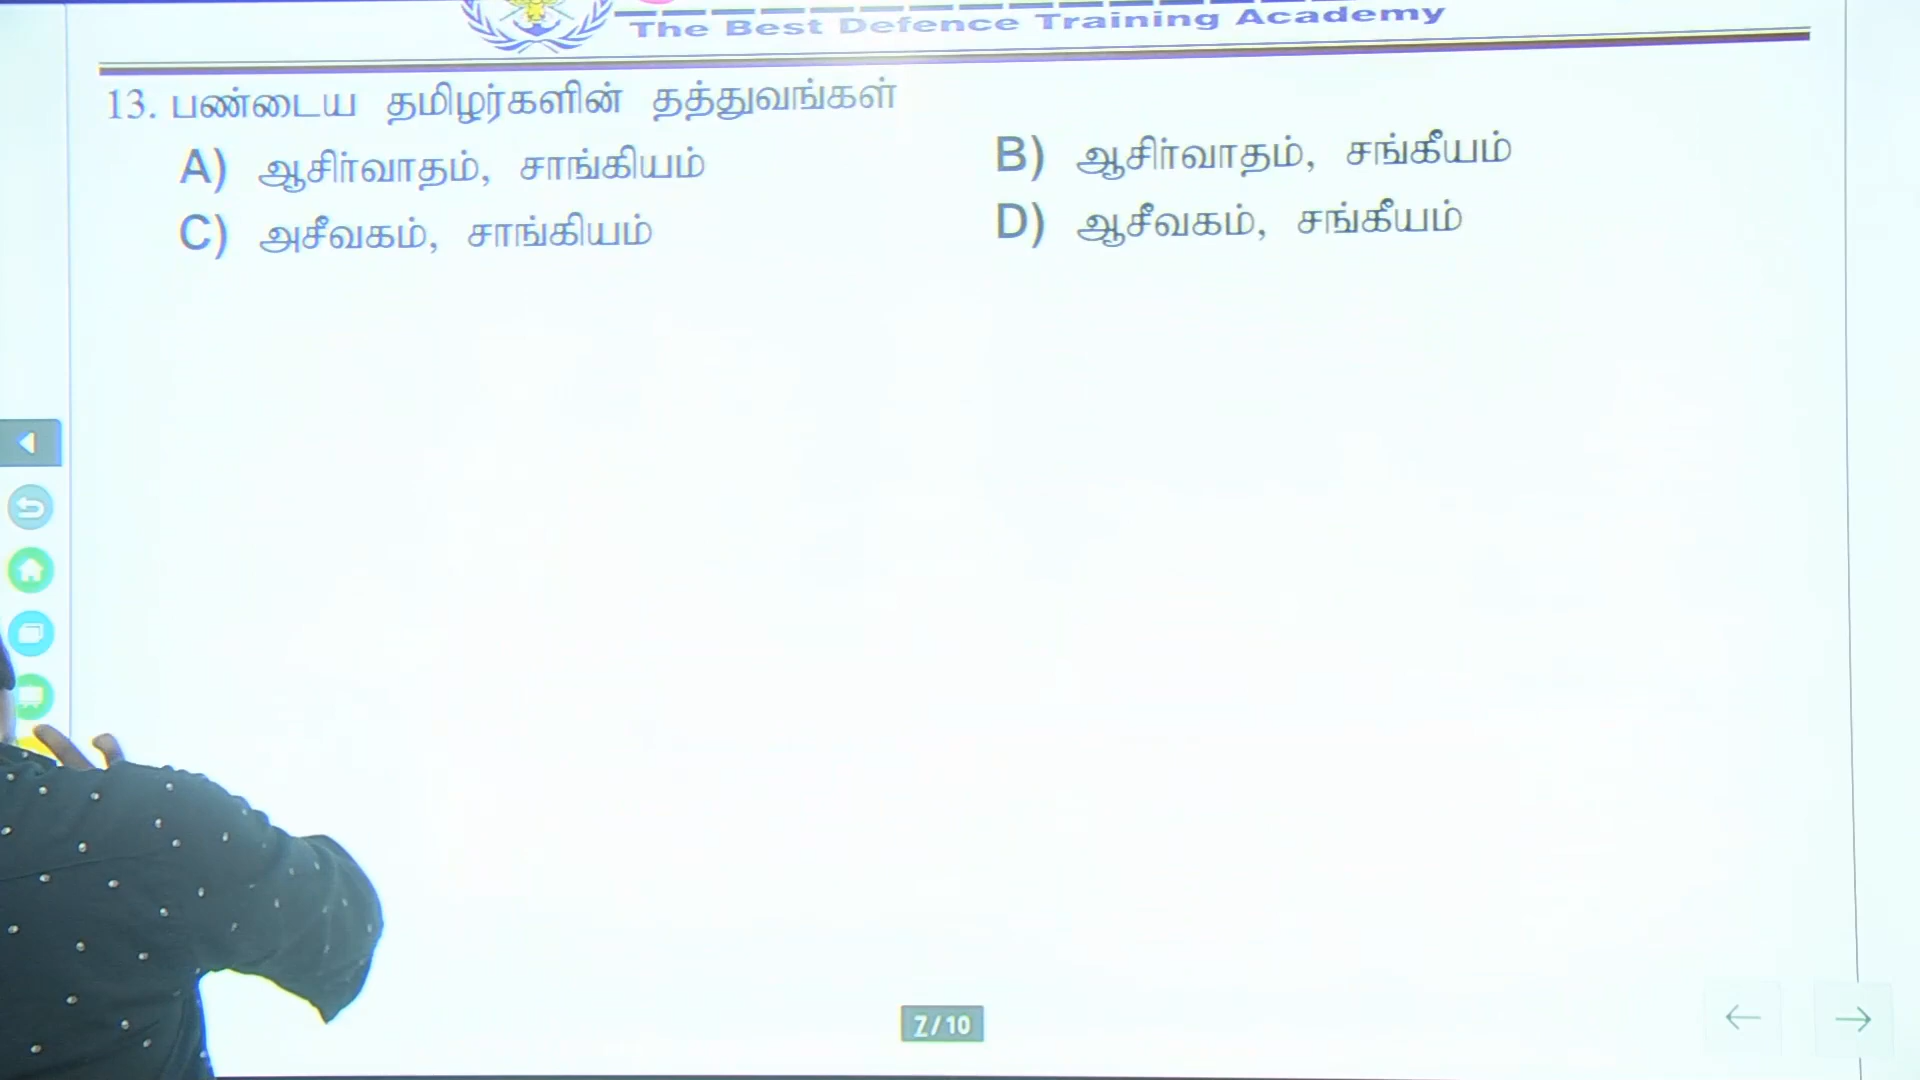 The Best Defence Training Academy
13. பண்டைய தமிழர்களின் தத்துவங்கள்
A) ஆசிர்வாதம், சாங்கியம்
B) ஆசிர்வாதம், சங்கீயம்
C) அசீவகம், சாங்கியம்
D) ஆசீவகம், சங்கீயம்
7/10